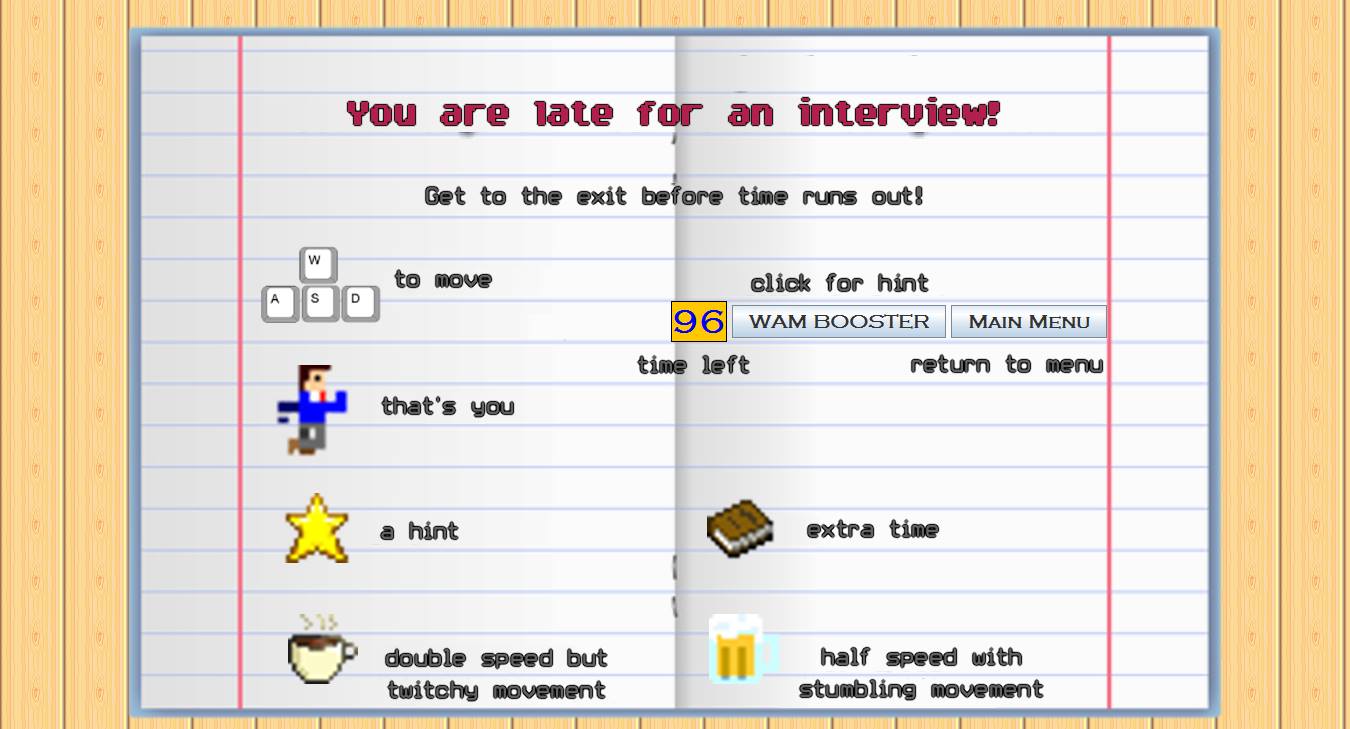 You are late for an interview!
Get to the exit before time runs out!
W
A S D
to move
click for hint
96 WAM BOOSTER Main Menu
time left
return to menu
that's you
a hint
extra time
double speed but
twitchy movement
half speed with
stumbling movement